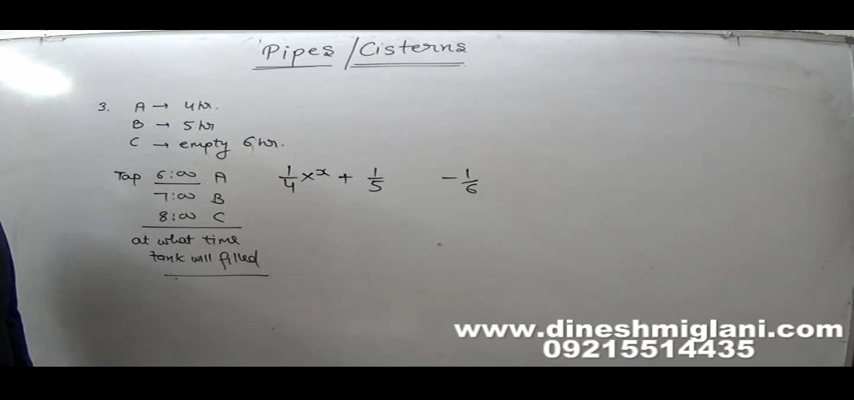 Pipes / Cisterns
3. A → 4 hr.
B → 5 hr
C → empty 6 hr.
Tap 6:00 A 1/4 × x + 1/5 - 1/6
7:00 B
8:00 C
at what time
tank will filled
www.dineshmiglani.com
09215514435